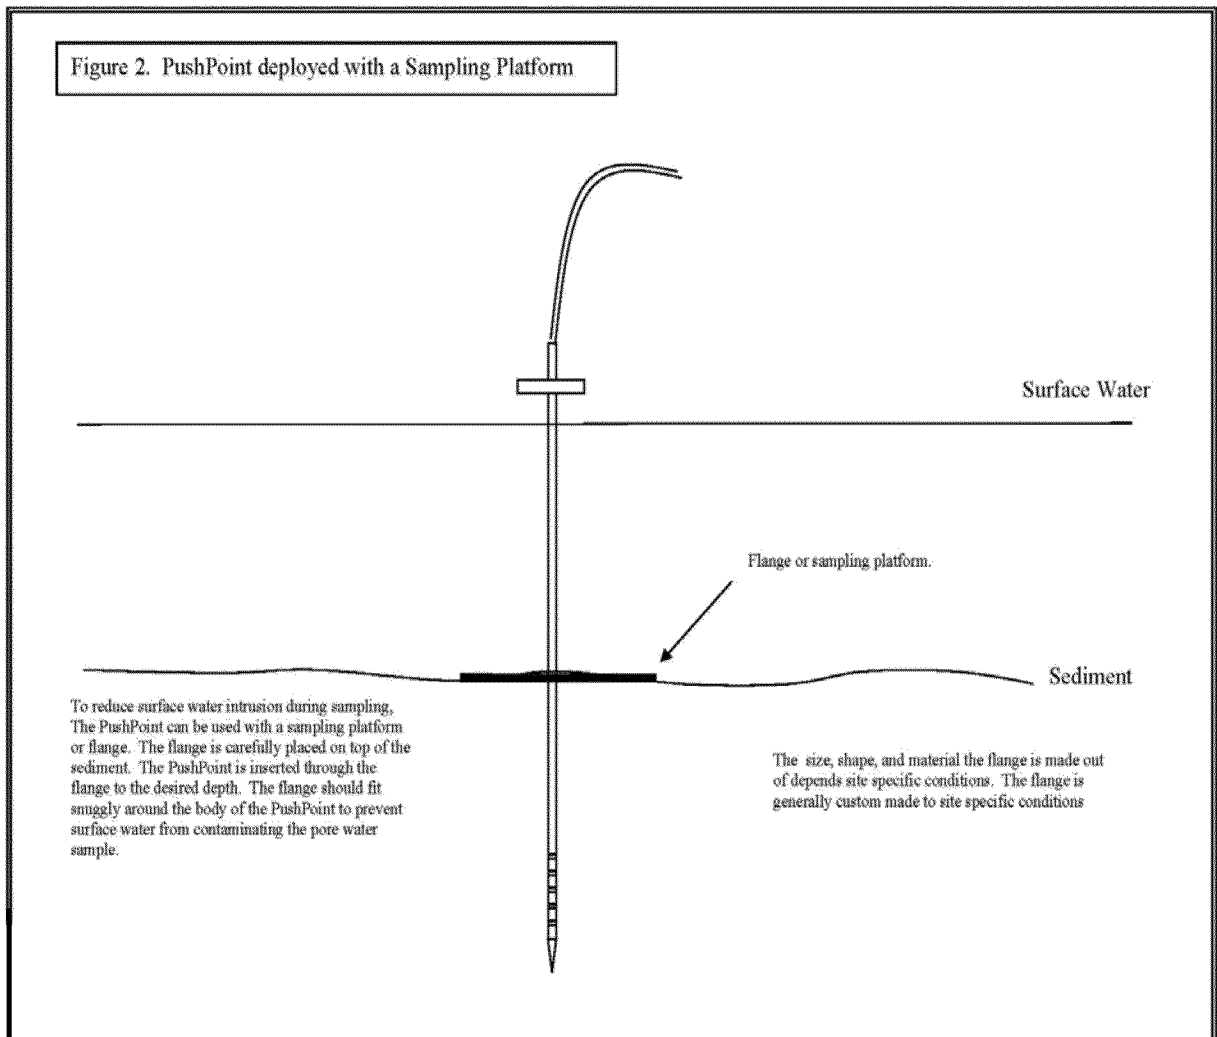 Figure 2.  PushPoint deployed with a Sampling Platform
Surface Water
Flange or sampling platform.
Sediment
To reduce surface water intrusion during sampling,
The PushPoint can be used with a sampling platform
or flange.  The flange is carefully placed on top of the
sediment.  The PushPoint is inserted through the
flange to the desired depth.  The flange should fit
snuggly around the body of the PushPoint to prevent
surface water from contaminating the pore water
sample.
The  size, shape, and material the flange is made out
of depends site specific conditions.  The flange is
generally custom made to site specific conditions